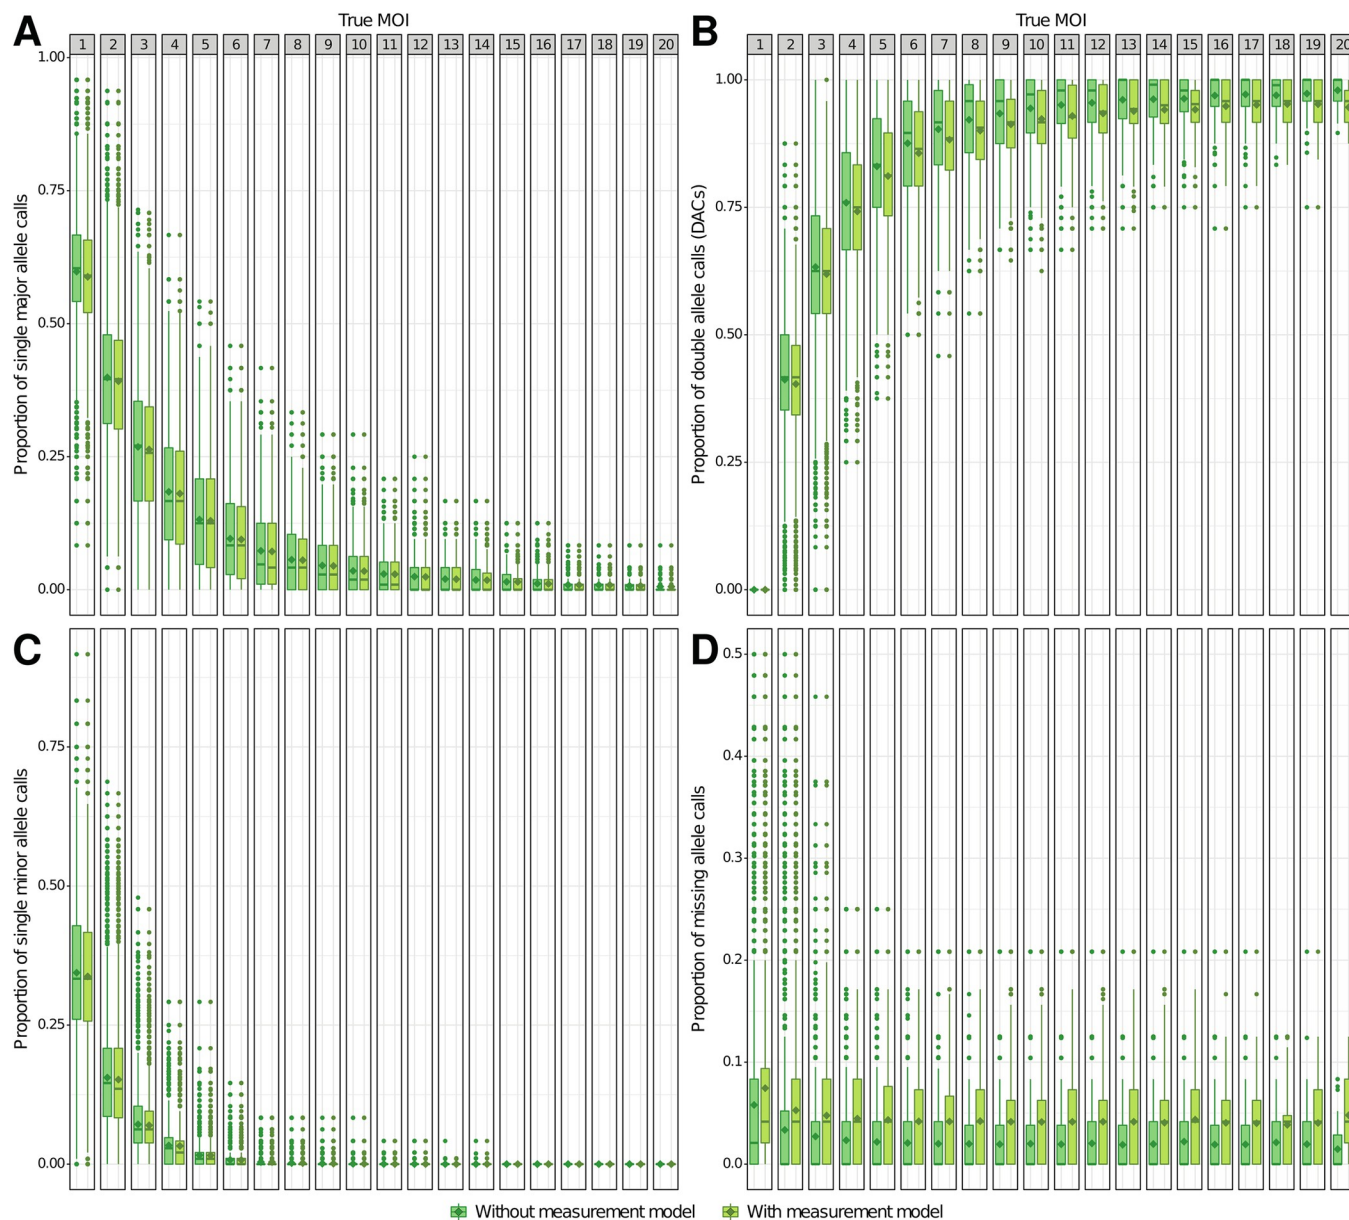 A
True MOI
1 2 3 4 5 6 7 8 9 10 11 12 13 14 15 16 17 18 19 20
Proportion of single major allele calls
1.00
0.75
0.50
0.25
0.00
B
True MOI
1 2 3 4 5 6 7 8 9 10 11 12 13 14 15 16 17 18 19 20
Proportion of double allele calls (DACs)
1.00
0.75
0.50
0.25
0.00
C
Proportion of single minor allele calls
0.75
0.50
0.25
0.00
D
Proportion of missing allele calls
0.5
0.4
0.3
0.2
0.1
0.0
Without measurement model With measurement model